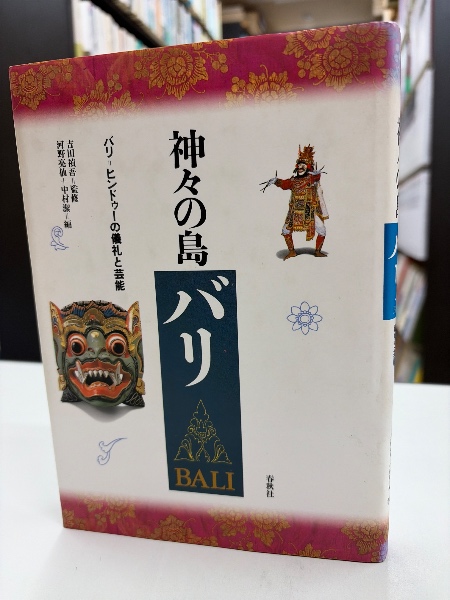 神々の島
バリ
BALI
バリ=ヒンドゥーの儀礼と芸能
吉田禎吾=監修
河野亮仙+中村潔=編
春秋社